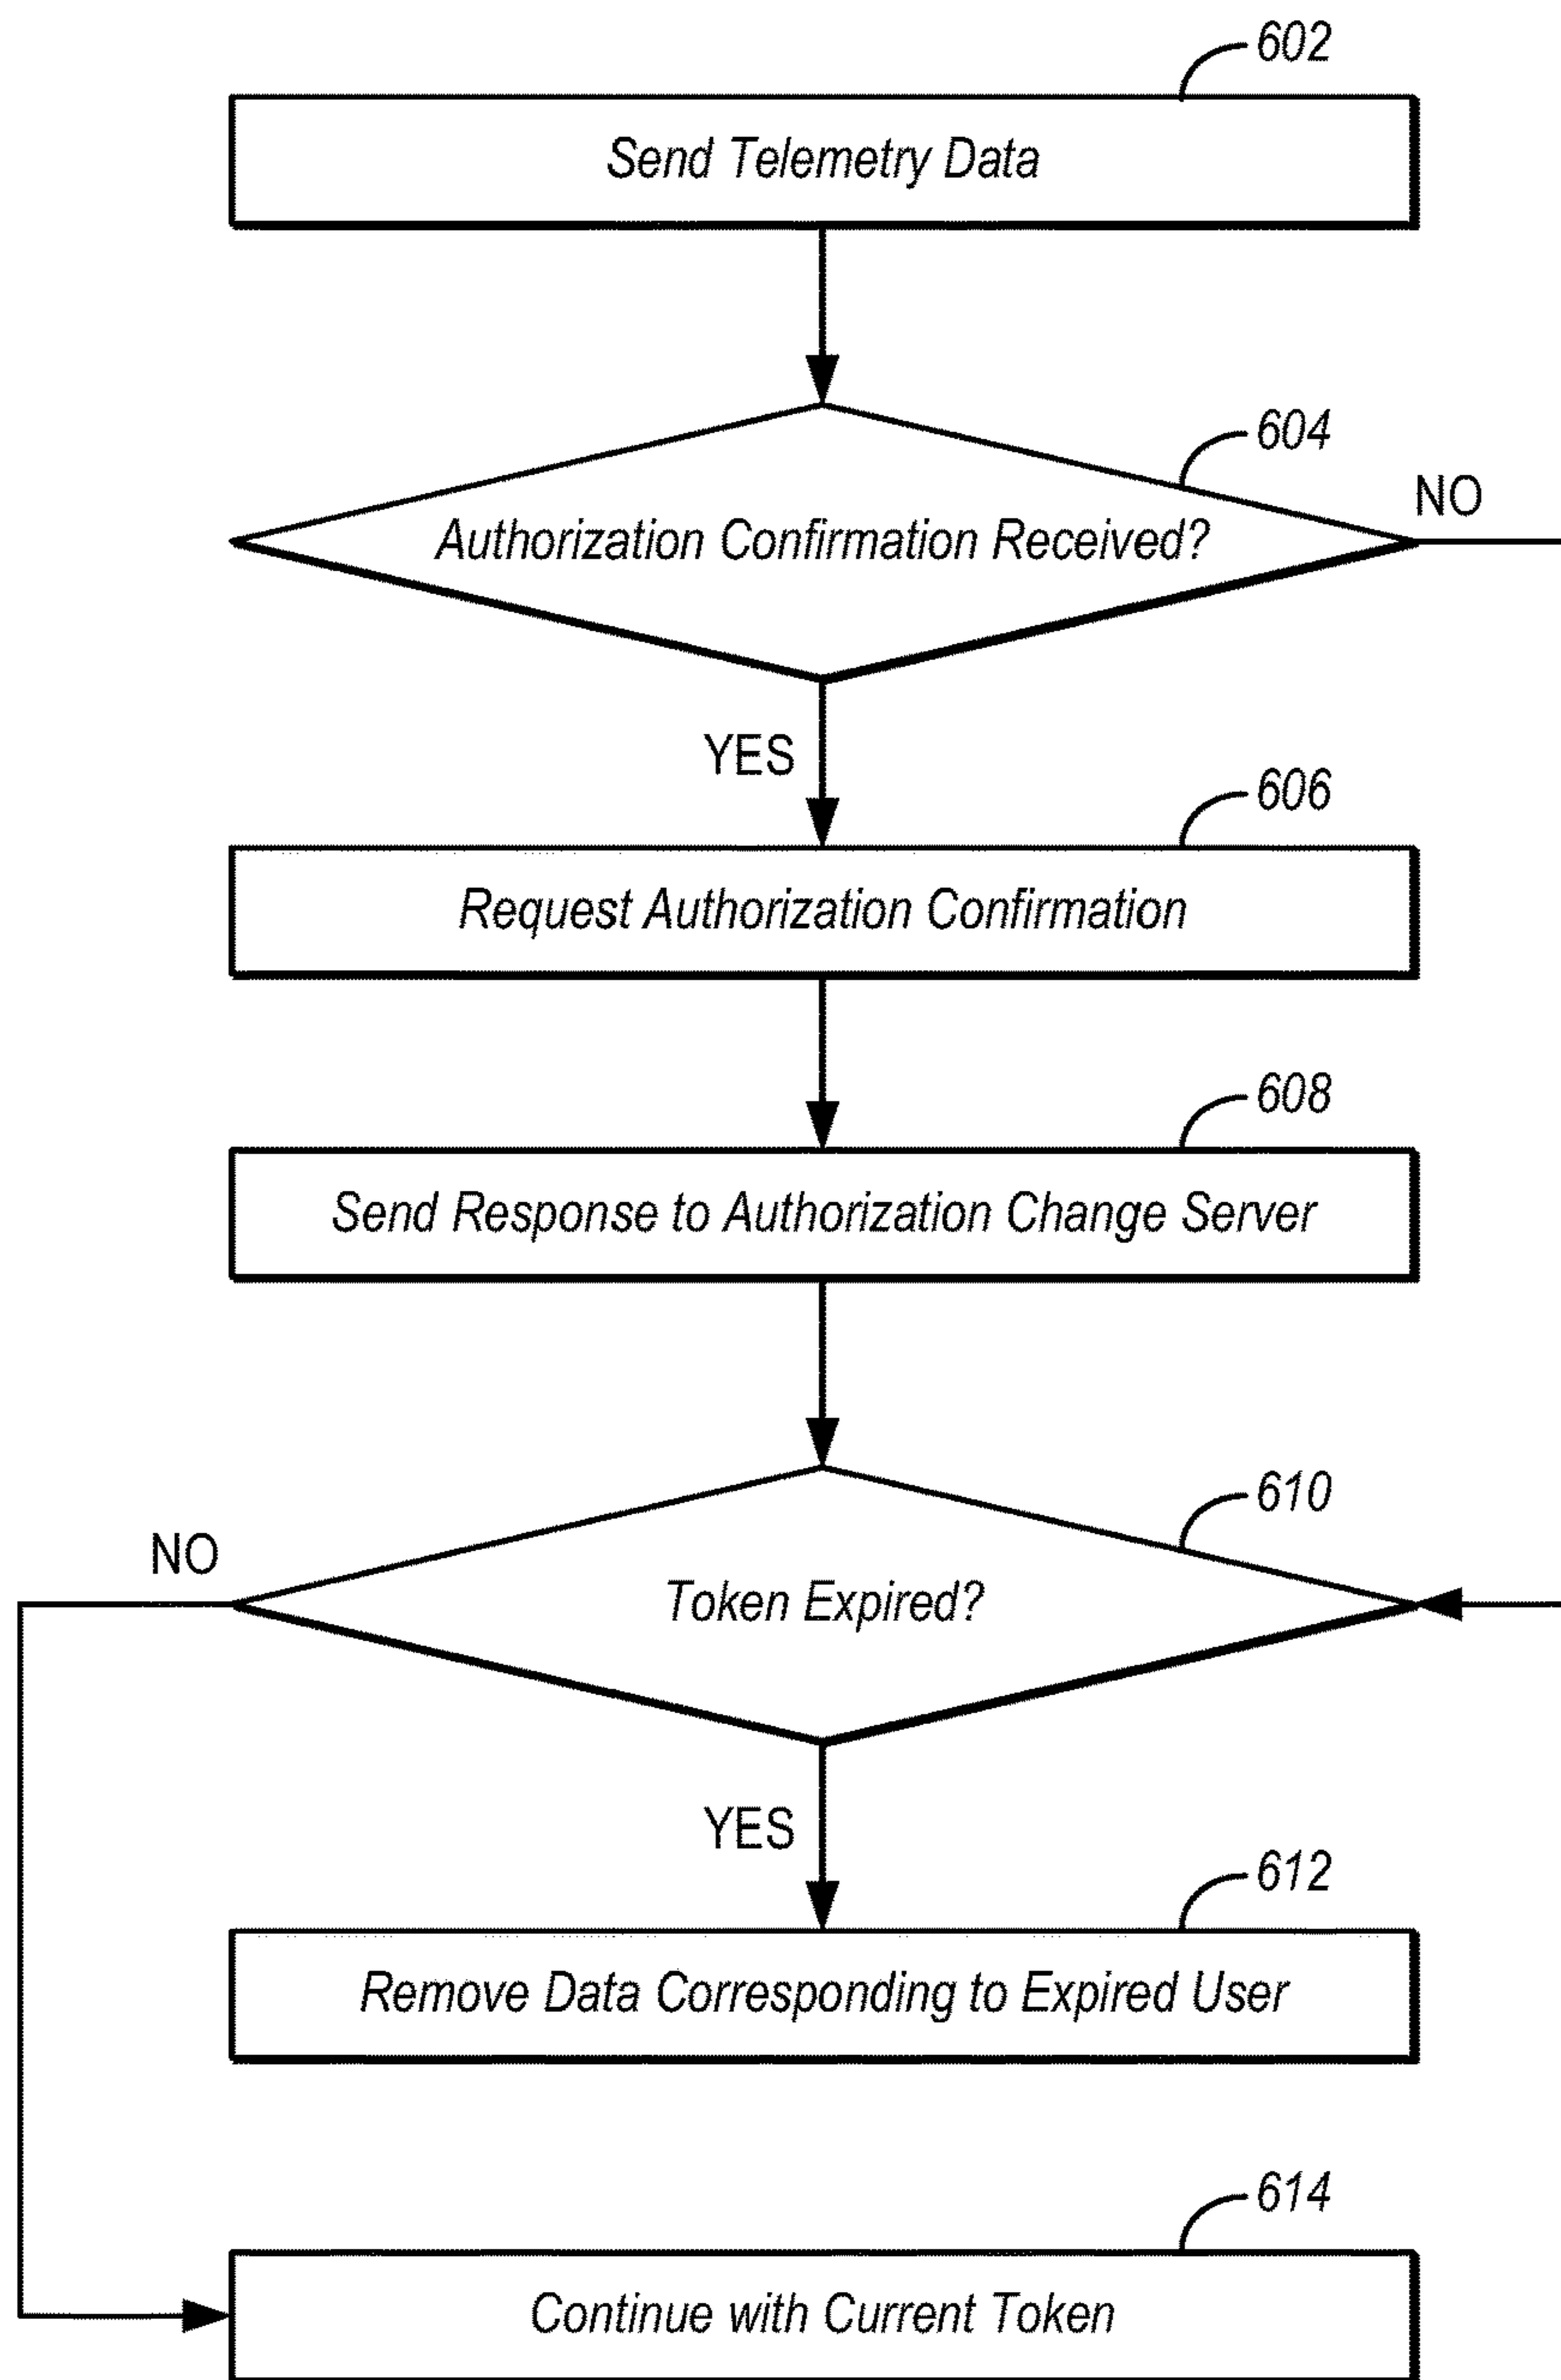 602
Send Telemetry Data
604
NO
Authorization Confirmation Received?
YES
606
Request Authorization Confirmation
608
Send Response to Authorization Change Server
610
NO
Token Expired?
YES
612
Remove Data Corresponding to Expired User
614
Continue with Current Token